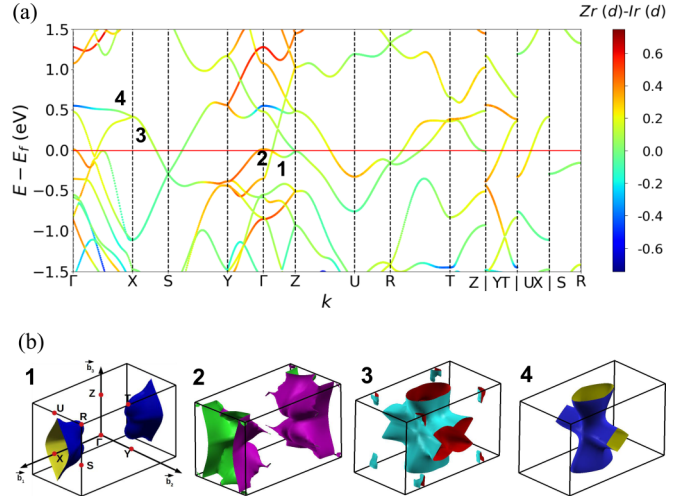 (a)
Zr (d)-Ir (d)
1.5
1.0
0.5
0.0
−0.5
−1.0
−1.5
E − E_f (eV)
4
3
2
1
Γ X S Y Γ Z U R T Z | YT | UX | S R
k
0.6
0.4
0.2
0.0
−0.2
−0.4
−0.6
(b)
1 2 3 4
b₃
Z
T
U
R
Γ
X
S
Y
b₁ b₂